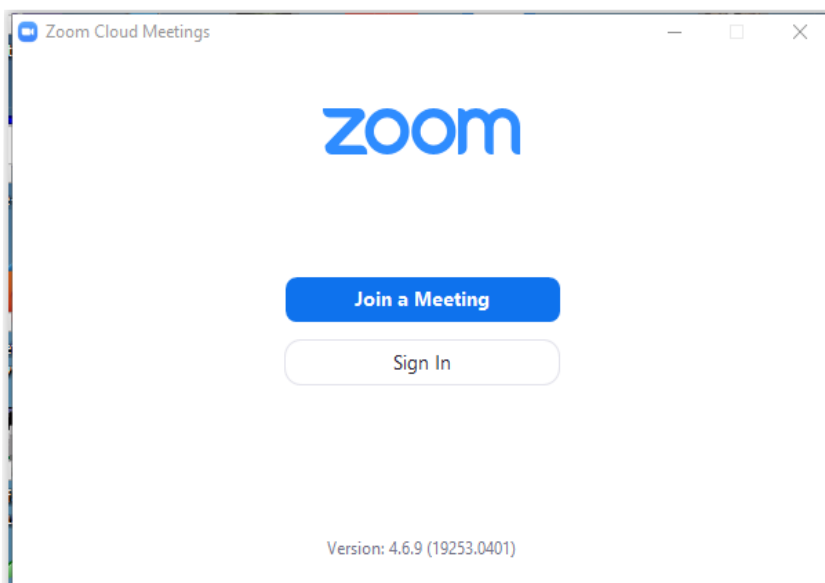 Zoom Cloud Meetings
zoom
Join a Meeting
Sign In
Version: 4.6.9 (19253.0401)